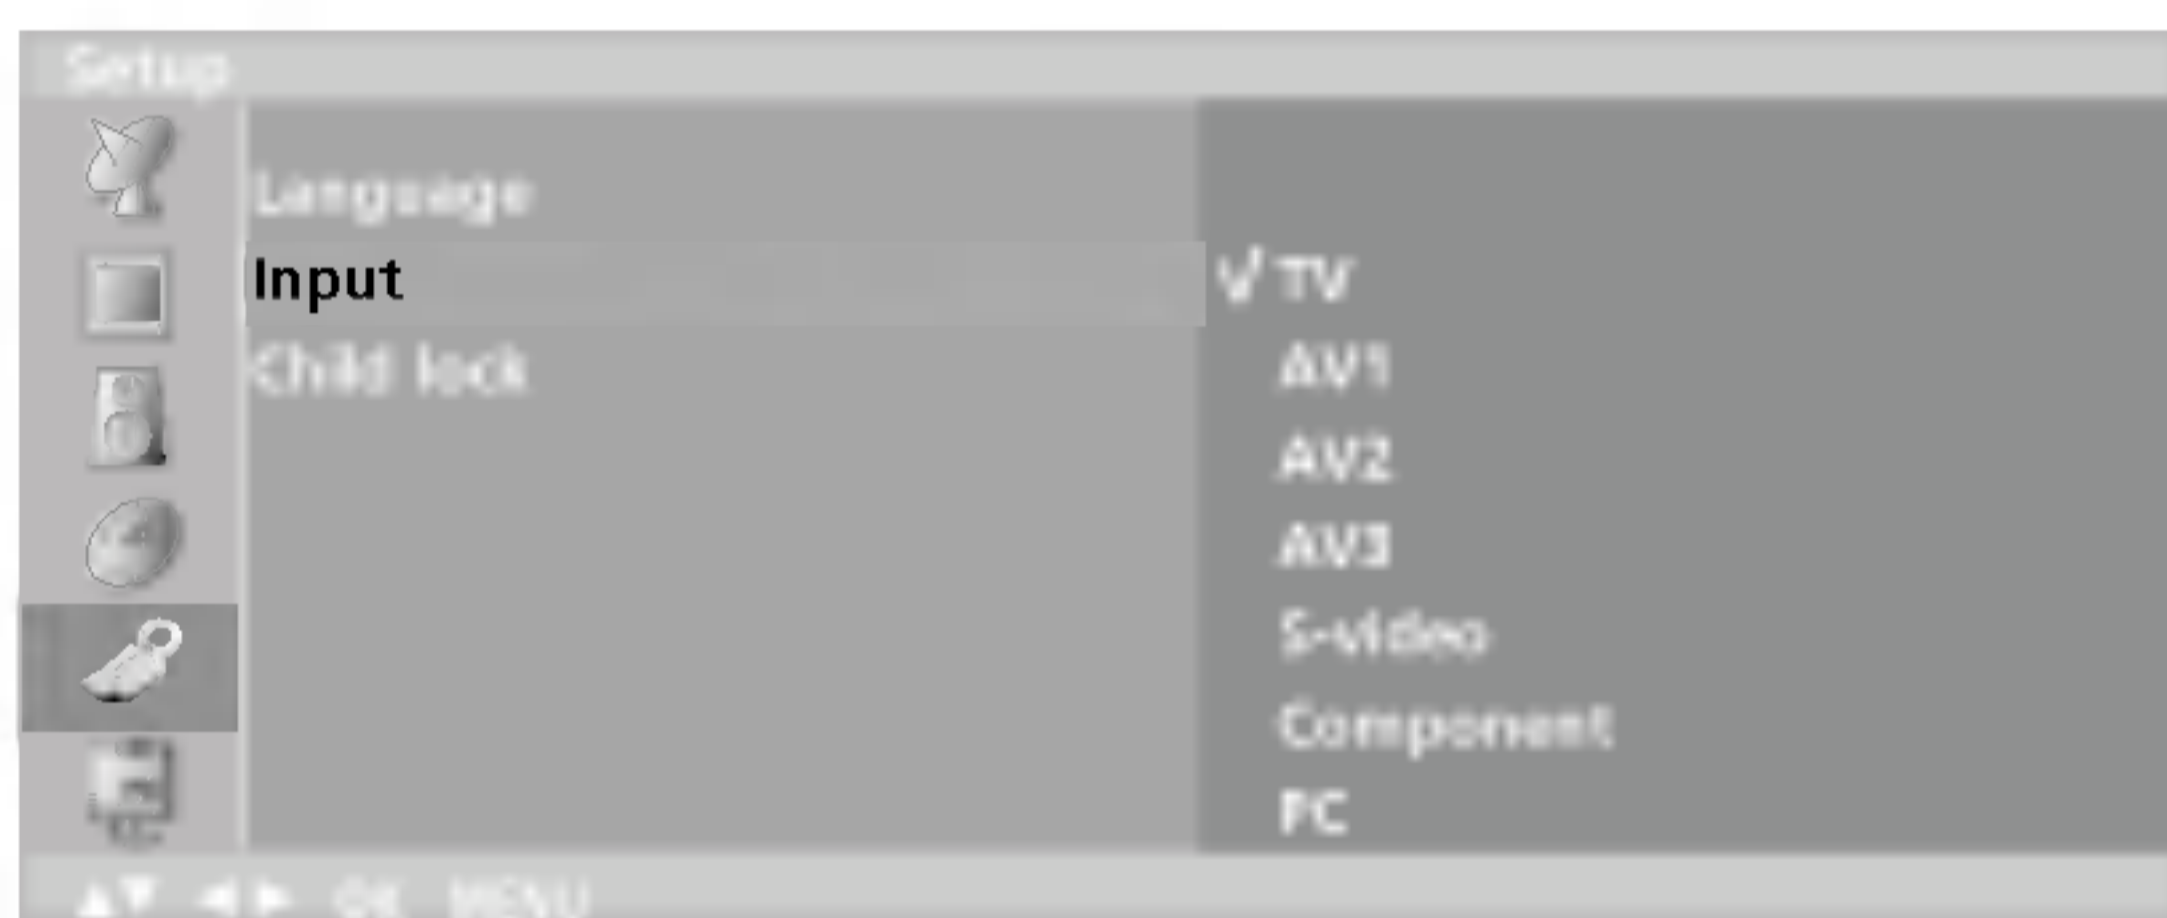 Setup
Language
Input
√ TV
Child lock
AV1
AV2
AV3
S-video
Component
PC
▲▼ ◀ ▶ OK MENU